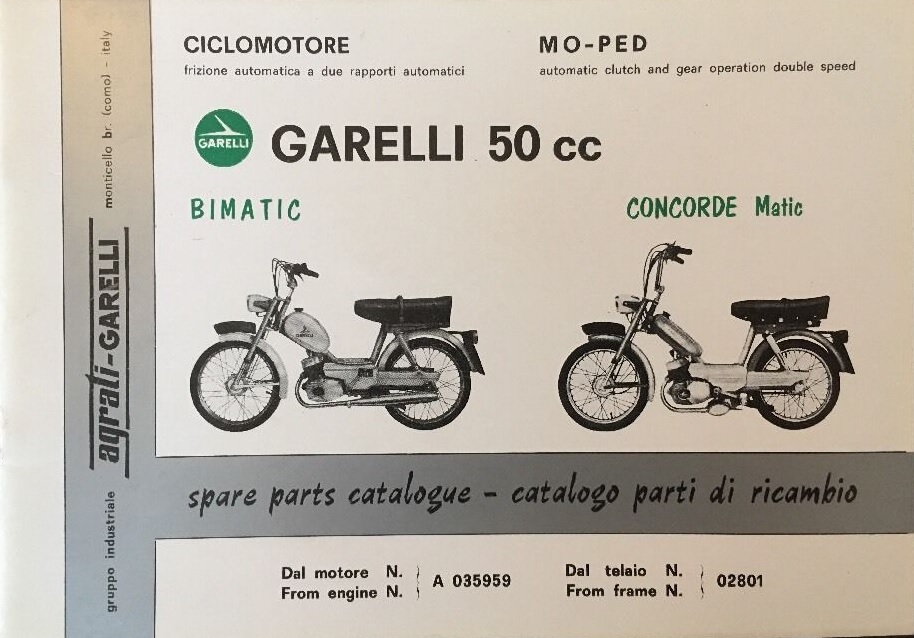 CICLOMOTORE
frizione automatica a due rapporti automatici
MO-PED
automatic clutch and gear operation double speed
GARELLI
GARELLI 50 cc
BIMATIC
CONCORDE Matic
GARELLI
spare parts catalogue – catalogo parti di ricambio
Dal motore N.
From engine N.
A 035959
Dal telaio N.
From frame N.
02801
gruppo industriale
agrati-GARELLI
monticello br. (como) – italy